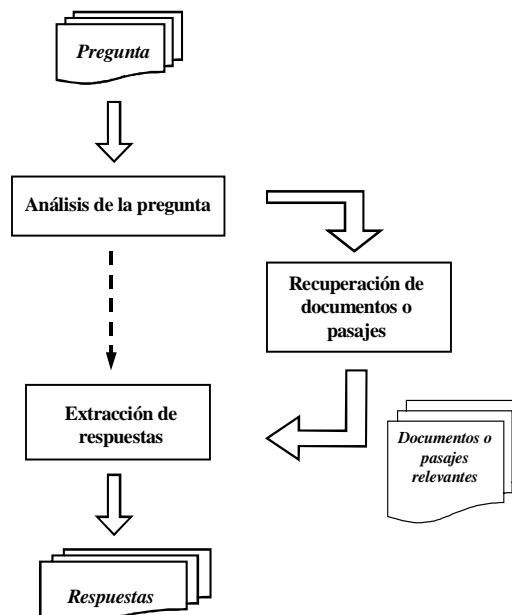 Pregunta
Análisis de la pregunta
Recuperación de
documentos o
pasajes
Extracción de
respuestas
Documentos o
pasajes
relevantes
Respuestas